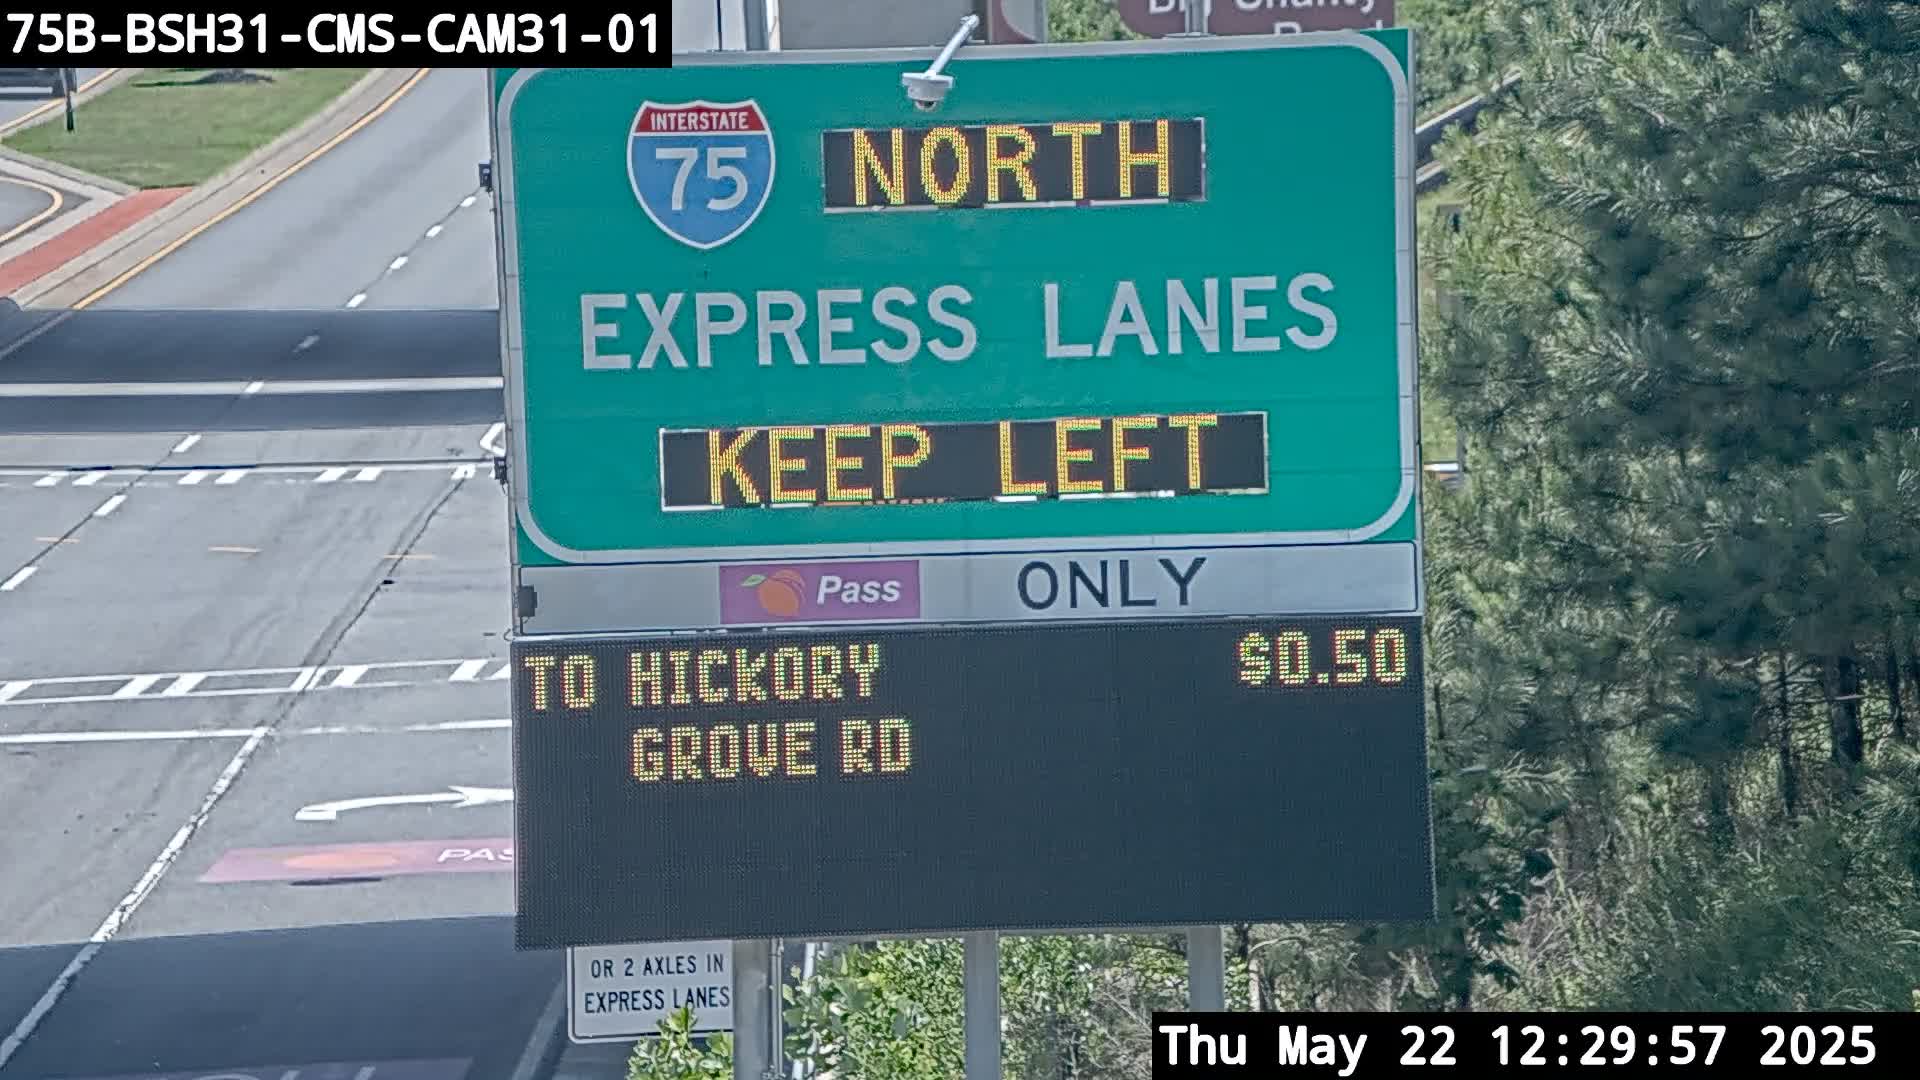 75B-BSH31-CMS-CAM31-01
INTERSTATE
75
NORTH
EXPRESS LANES
KEEP LEFT
Pass ONLY
TO HICKORY $0.50
GROVE RD
OR 2 AXLES IN
EXPRESS LANES
Thu May 22 12:29:57 2025